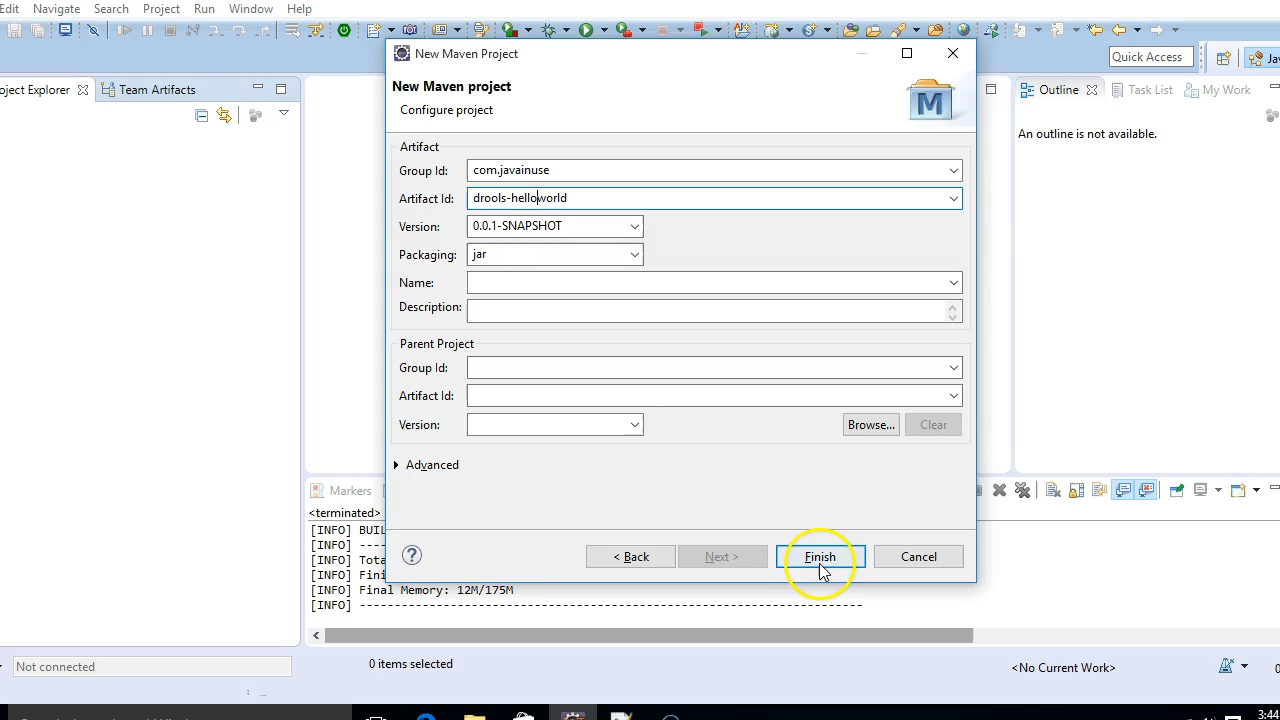 Edit Navigate Search Project Run Window Help
New Maven Project
Quick Access
Jav
oject Explorer
Team Artifacts
New Maven project
Configure project
M
Outline
Task List
My Work
An outline is not available.
Artifact
Group Id: com.javainuse
Artifact Id: drools-helloworld
Version: 0.0.1-SNAPSHOT
Packaging: jar
Name:
Description:
Parent Project
Group Id:
Artifact Id:
Version:
Browse... Clear
Advanced
Markers
<terminated>
[INFO] BUI
[INFO] ---
[INFO] Tota
[INFO] Fini
[INFO] Final Memory: 12M/175M
[INFO] ------------------------------------------------------------------------
? < Back Next > Finish Cancel
Not connected
0 items selected
<No Current Work>
3:44